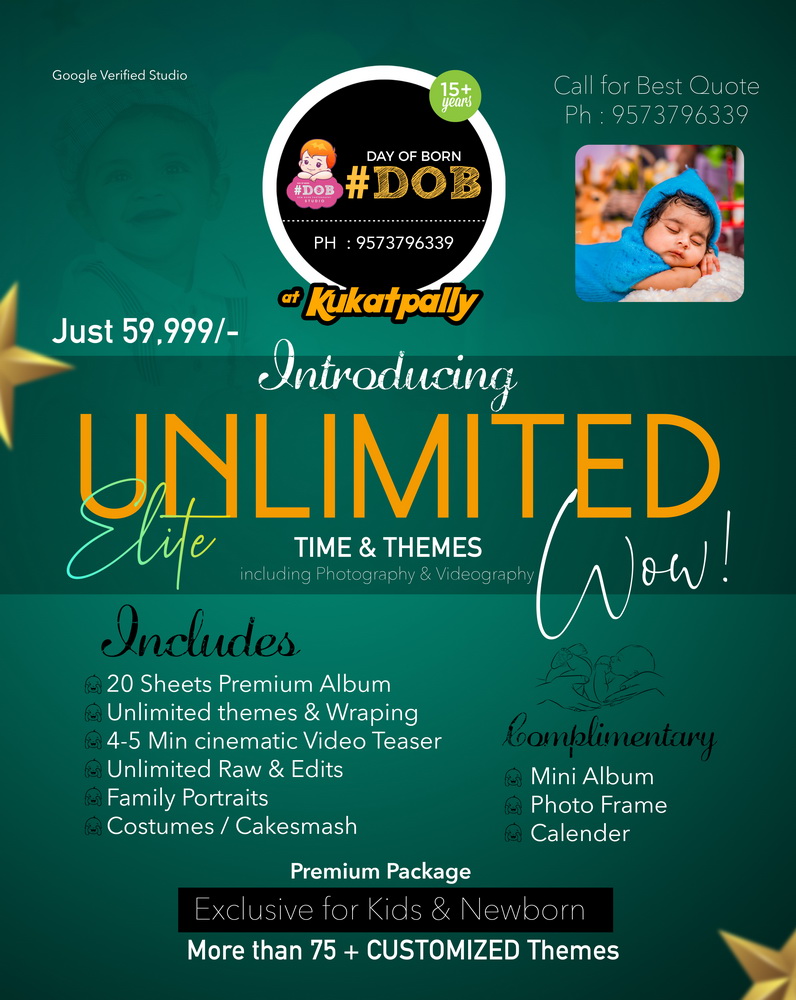 Google Verified Studio
15+
years
Call for Best Quote
Ph : 9573796339
DAY OF BORN
#DOB
#DOB
STUDIO
PH : 9573796339
at Kukatpally
Just 59,999/-
Introducing
UNLIMITED
Elite
TIME & THEMES
including Photography & Videography
Wow!
Includes
20 Sheets Premium Album
Unlimited themes & Wraping
4-5 Min cinematic Video Teaser
Unlimited Raw & Edits
Family Portraits
Costumes / Cakesmash
Complimentary
Mini Album
Photo Frame
Calender
Premium Package
Exclusive for Kids & Newborn
More than 75 + CUSTOMIZED Themes